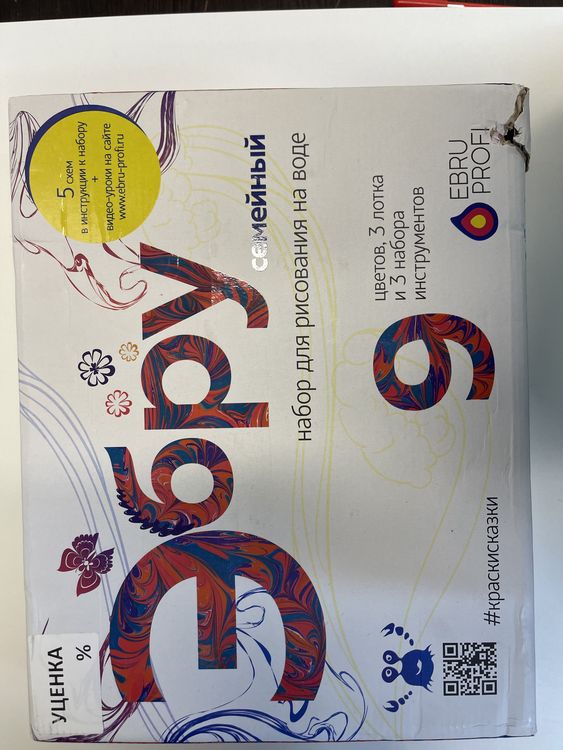 УЦЕНКА
%
5 схем
в инструкции к набору
+
видео-уроки на сайте
www.ebru-profi.ru
Эбру
семейный
набор для рисования на воде
9
цветов, 3 лотка
и 3 набора
инструментов
#краскисказки
EBRU
PROFI